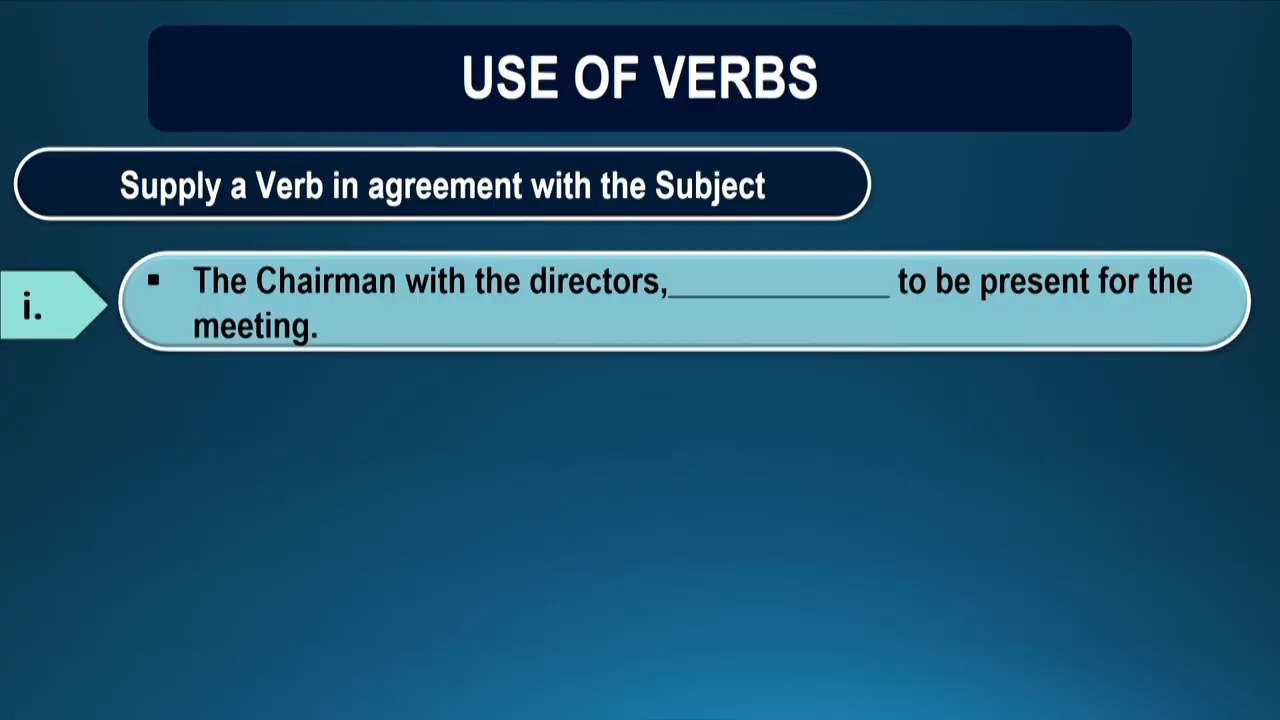 USE OF VERBS
Supply a Verb in agreement with the Subject
i.
▪ The Chairman with the directors,______________ to be present for the
meeting.